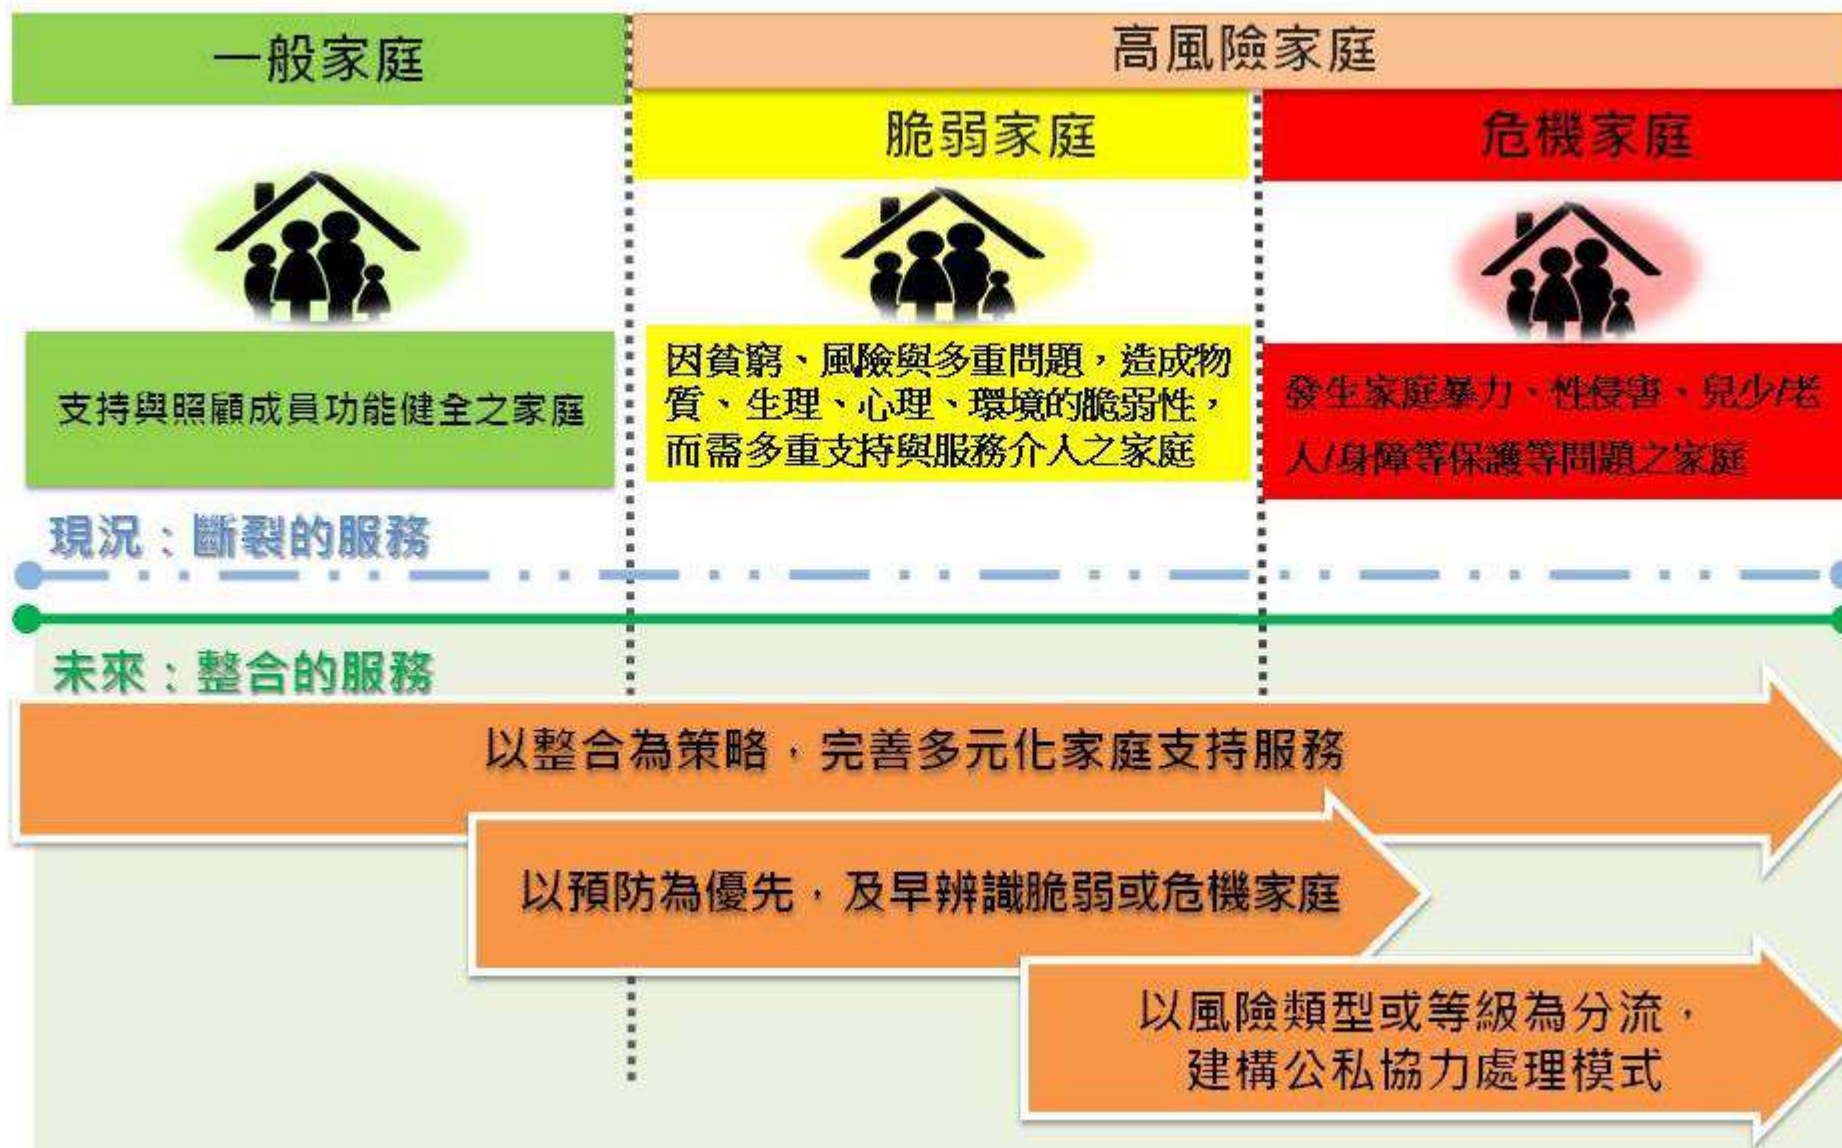 一般家庭
高風險家庭
脆弱家庭
危機家庭
支持與照顧成員功能健全之家庭
因貧窮、風險與多重問題，造成物
質、生理、心理、環境的脆弱性，
而需多重支持與服務介入之家庭
發生家庭暴力、性侵害、兒少/老
人/身障等保護等問題之家庭
現況：斷裂的服務
未來：整合的服務
以整合為策略，完善多元化家庭支持服務
以預防為優先，及早辨識脆弱或危機家庭
以風險類型或等級為分流，
建構公私協力處理模式